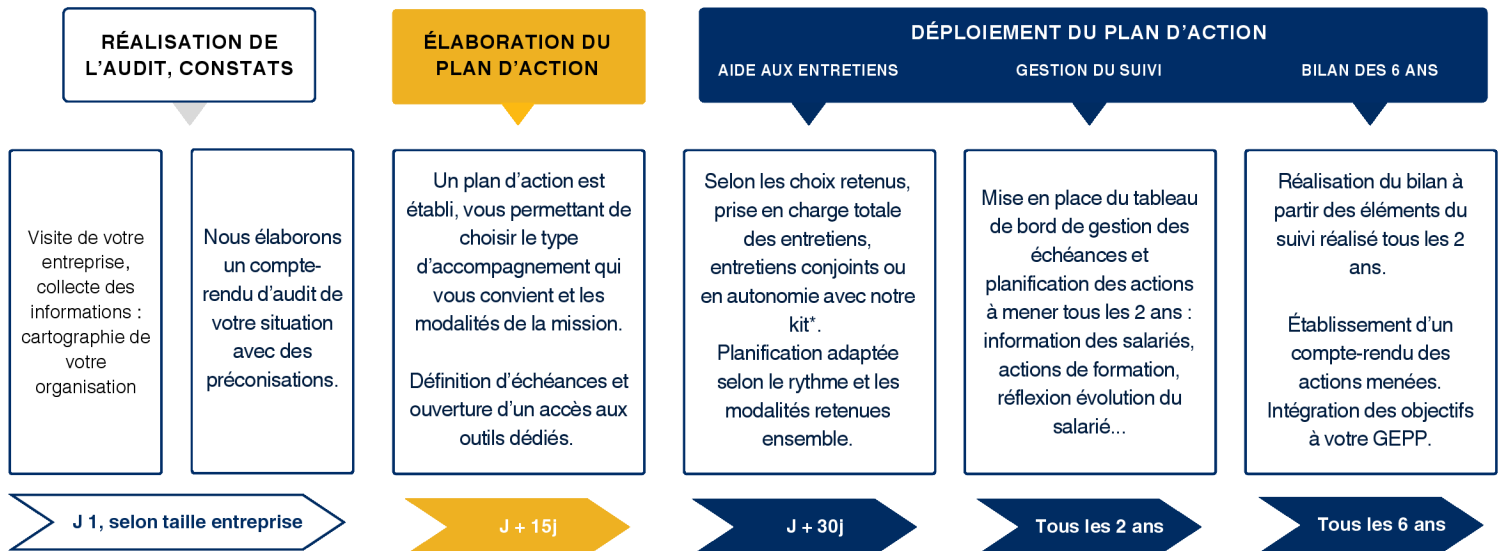 RÉALISATION DE
L'AUDIT, CONSTATS
ÉLABORATION DU
PLAN D'ACTION
DÉPLOIEMENT DU PLAN D'ACTION
AIDE AUX ENTRETIENS
GESTION DU SUIVI
BILAN DES 6 ANS
Visite de votre
entreprise,
collecte des
informations :
cartographie de
votre
organisation
Nous élaborons
un compte-
rendu d'audit de
votre situation
avec des
préconisations.
Un plan d'action est
établi, vous permettant de
choisir le type
d'accompagnement qui
vous convient et les
modalités de la mission.
Définition d'échéances et
ouverture d'un accès aux
outils dédiés.
Selon les choix retenus,
prise en charge totale
des entretiens,
entretiens conjoints ou
en autonomie avec notre
kit*.
Planification adaptée
selon le rythme et les
modalités retenues
ensemble.
Mise en place du tableau
de bord de gestion des
échéances et
planification des actions
à mener tous les 2 ans :
information des salariés,
actions de formation,
réflexion évolution du
salarié...
Réalisation du bilan à
partir des éléments du
suivi réalisé tous les 2
ans.
Établissement d'un
compte-rendu des
actions menées.
Intégration des objectifs
à votre GEPP.
J 1, selon taille entreprise
J + 15j
J + 30j
Tous les 2 ans
Tous les 6 ans